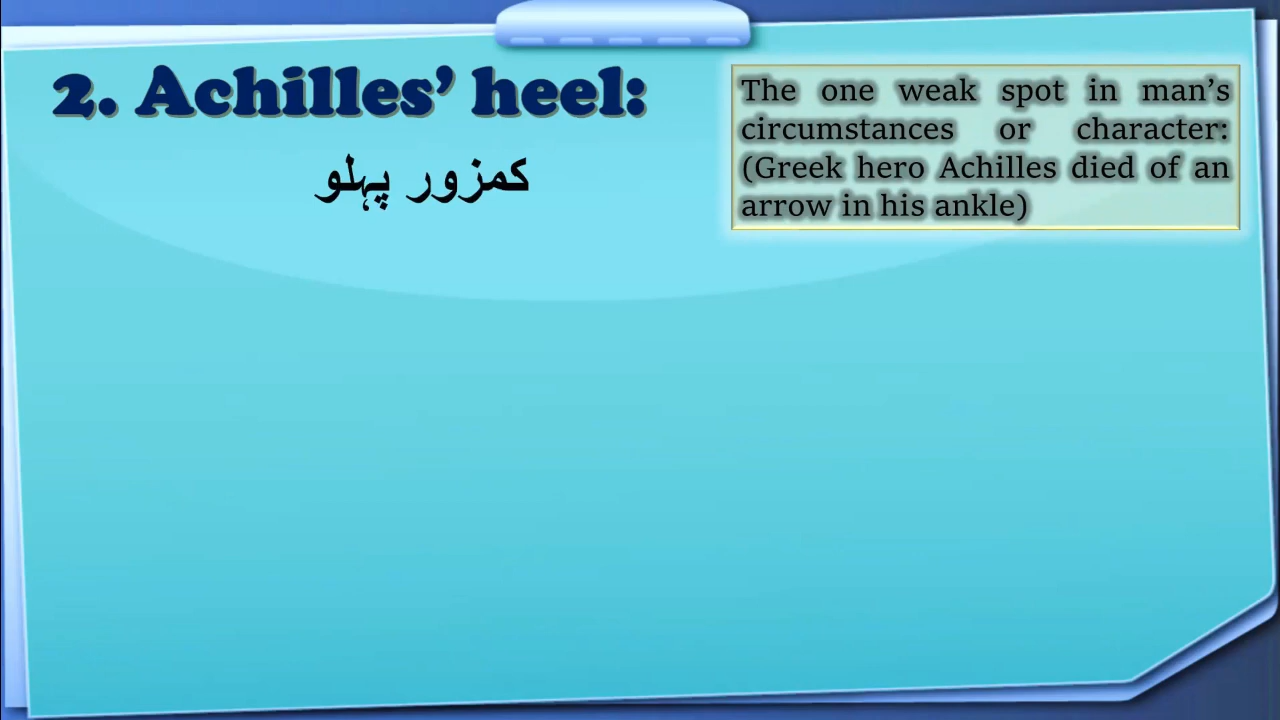 2. Achilles’ heel:
کمزور پہلو
The one weak spot in man’s
circumstances or character:
(Greek hero Achilles died of an
arrow in his ankle)